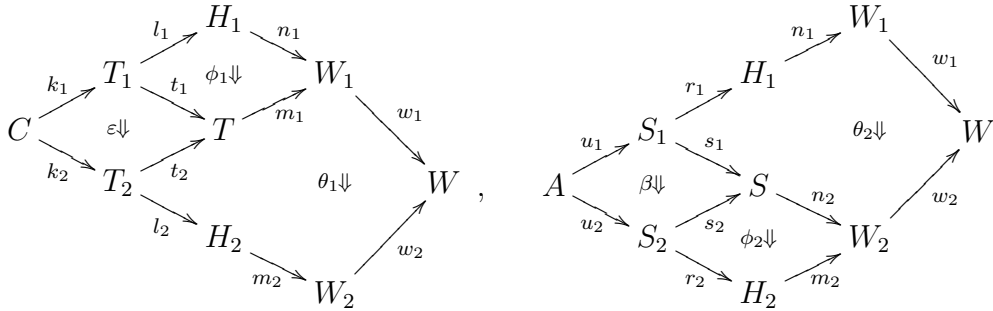 H₁ W₁
l₁ n₁ n₁
T₁ ϕ₁⇓ W₁ H₁ w₁
k₁ t₁ m₁ w₁ r₁
C ε⇓ T S₁ θ₂⇓ W
k₂ t₂ u₁ s₁
T₂ θ₁⇓ W , A β⇓ S w₂
l₂ u₂ s₂ n₂
H₂ w₂ S₂ ϕ₂⇓ W₂
m₂ r₂ m₂
W₂ H₂